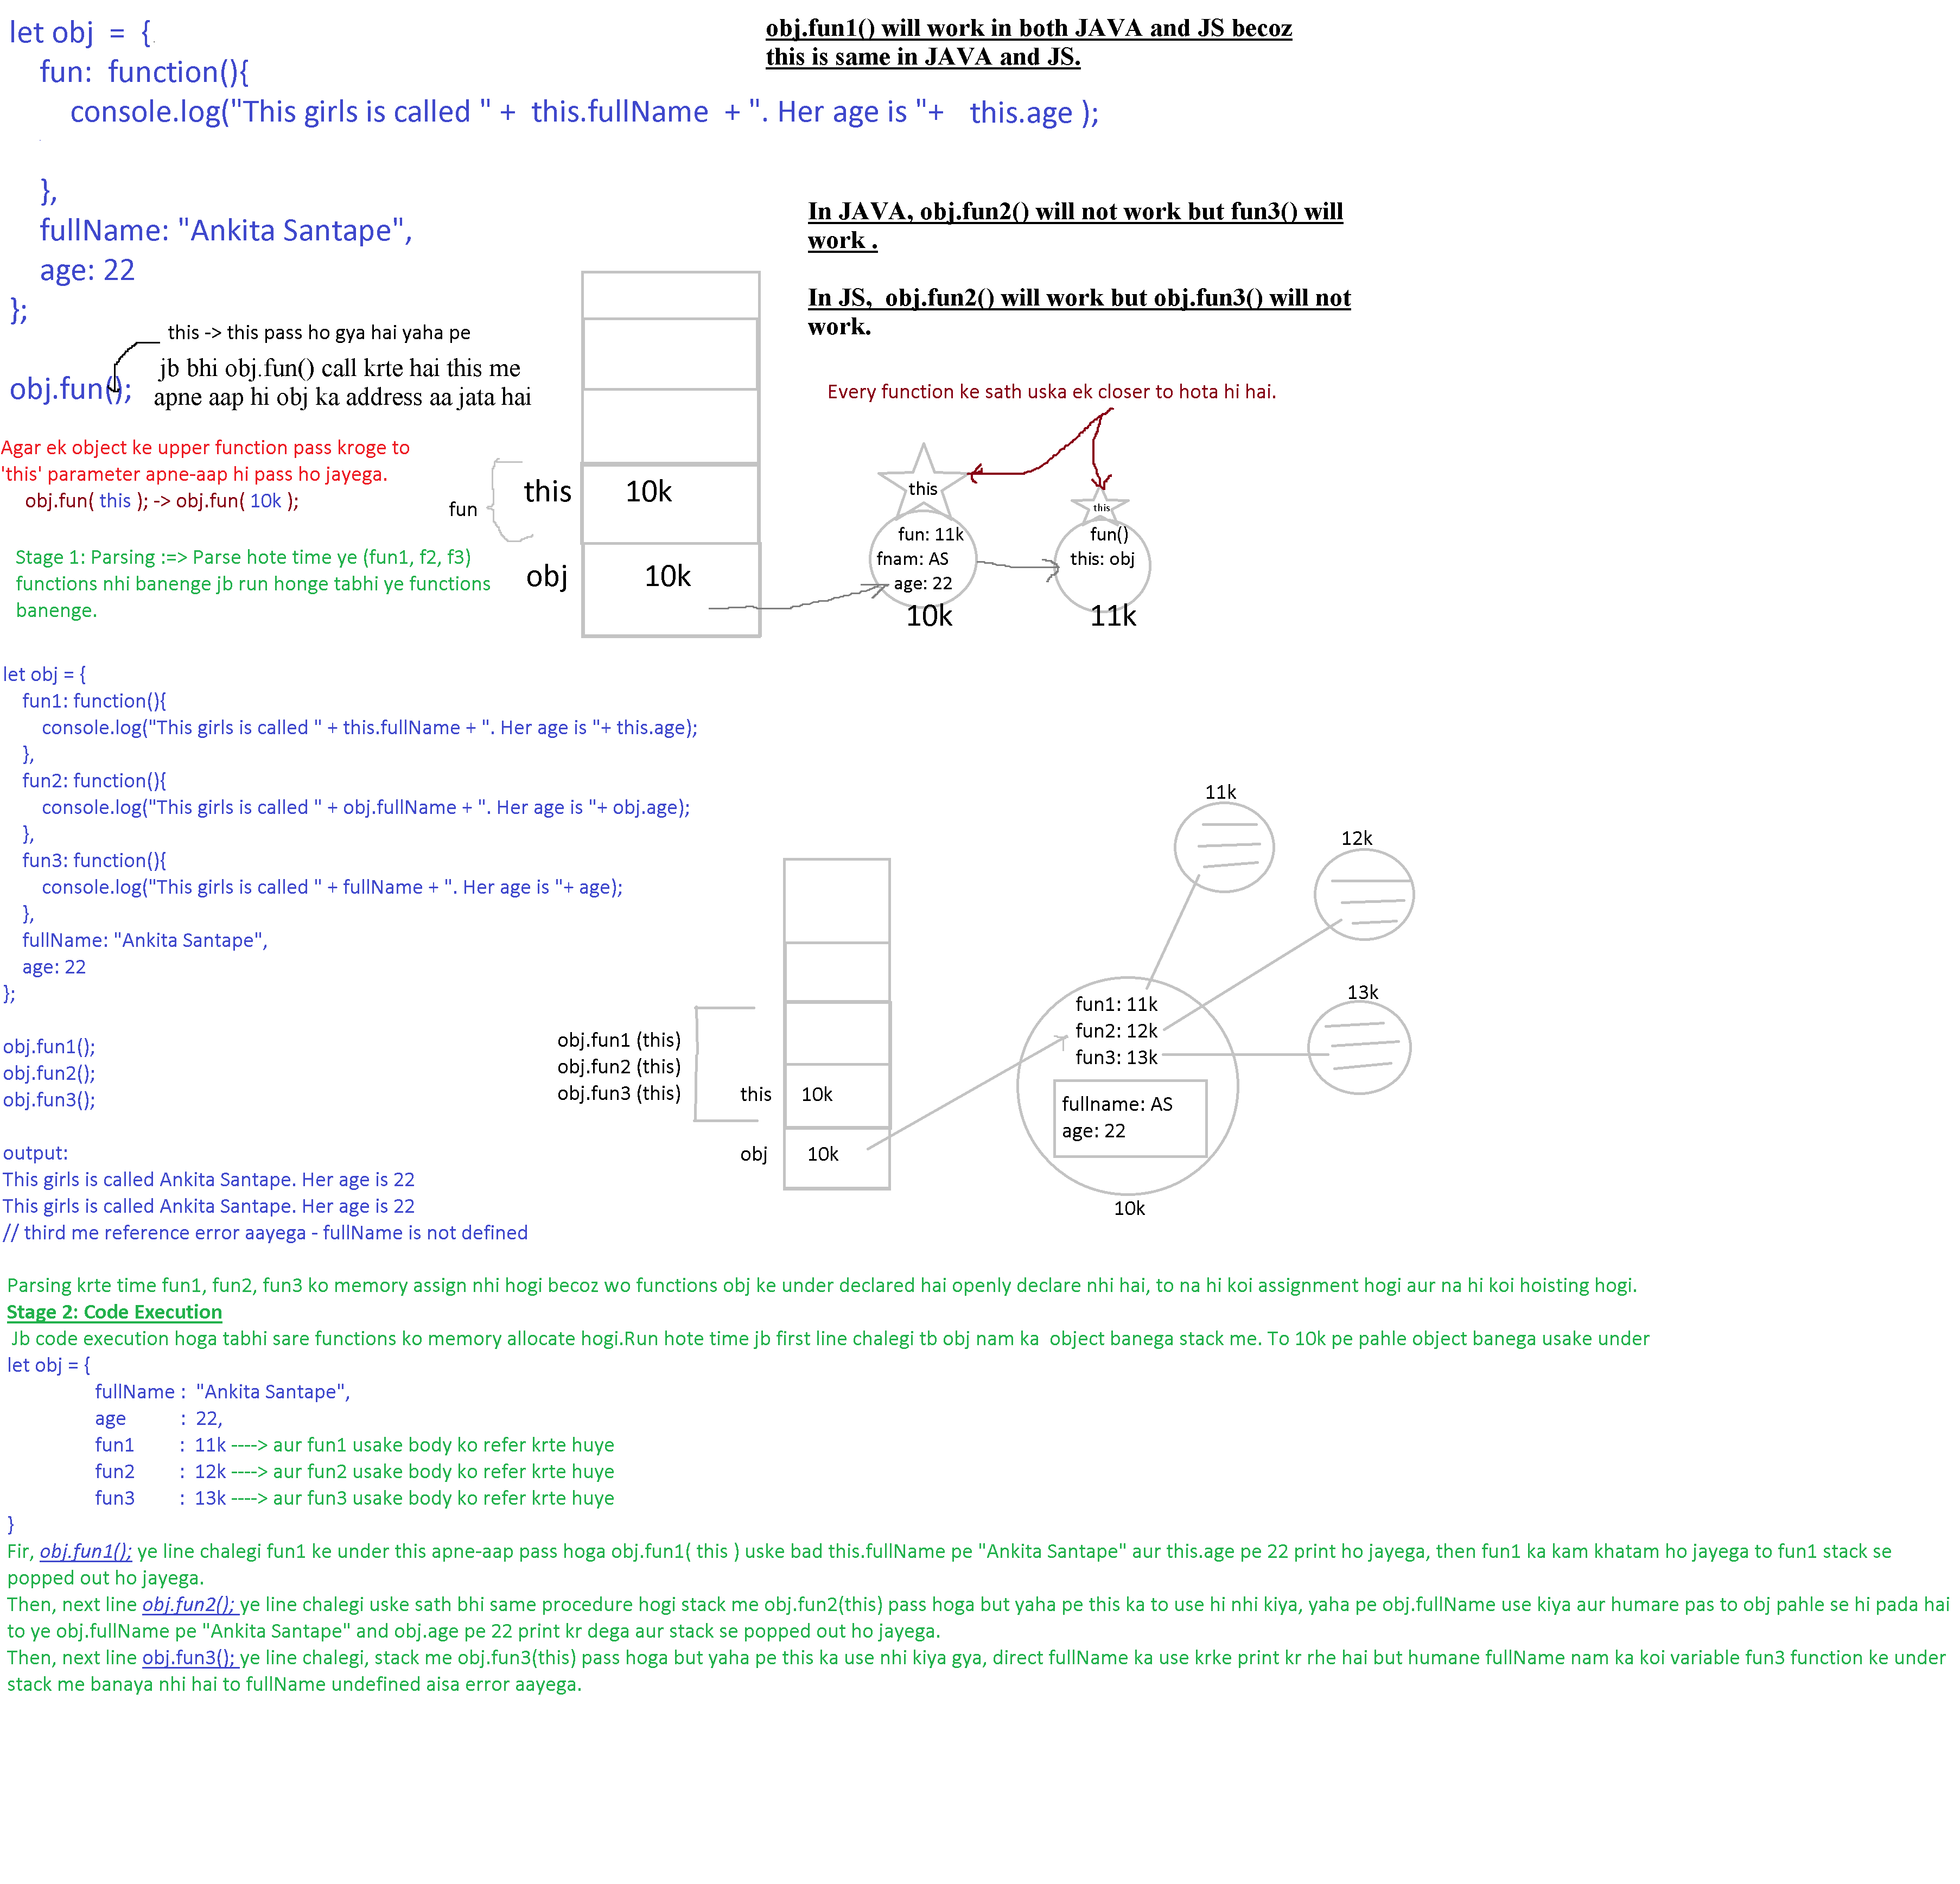 let obj = {
fun: function(){
console.log("This girls is called " + this.fullName + ". Her age is "+ this.age );
},
fullName: "Ankita Santape",
age: 22
};
obj.fun();
this -> this pass ho gya hai yaha pe
jb bhi obj.fun() call krte hai this me
apne aap hi obj ka address aa jata hai
obj.fun1() will work in both JAVA and JS becoz
this is same in JAVA and JS.
In JAVA, obj.fun2() will not work but fun3() will
work .
In JS, obj.fun2() will work but obj.fun3() will not
work.
Every function ke sath uska ek closer to hota hi hai.
Agar ek object ke upper function pass kroge to
'this' parameter apne-aap hi pass ho jayega.
obj.fun( this ); -> obj.fun( 10k );
Stage 1: Parsing :=> Parse hote time ye (fun1, f2, f3)
functions nhi banenge jb run honge tabhi ye functions
banenge.
fun
this
10k
obj
10k
this
fun: 11k
fnam: AS
age: 22
10k
this
fun()
this: obj
11k
let obj = {
fun1: function(){
console.log("This girls is called " + this.fullName + ". Her age is "+ this.age);
},
fun2: function(){
console.log("This girls is called " + obj.fullName + ". Her age is "+ obj.age);
},
fun3: function(){
console.log("This girls is called " + fullName + ". Her age is "+ age);
},
fullName: "Ankita Santape",
age: 22
};
obj.fun1();
obj.fun2();
obj.fun3();
output:
This girls is called Ankita Santape. Her age is 22
This girls is called Ankita Santape. Her age is 22
// third me reference error aayega - fullName is not defined
obj.fun1 (this)
obj.fun2 (this)
obj.fun3 (this)
this
10k
obj
10k
11k
12k
13k
fun1: 11k
fun2: 12k
fun3: 13k
fullname: AS
age: 22
10k
Parsing krte time fun1, fun2, fun3 ko memory assign nhi hogi becoz wo functions obj ke under declared hai openly declare nhi hai, to na hi koi assignment hogi aur na hi koi hoisting hogi.
Stage 2: Code Execution
Jb code execution hoga tabhi sare functions ko memory allocate hogi.Run hote time jb first line chalegi tb obj nam ka object banega stack me. To 10k pe pahle object banega usake under
let obj = {
fullName : "Ankita Santape",
age : 22,
fun1 : 11k ----> aur fun1 usake body ko refer krte huye
fun2 : 12k ----> aur fun2 usake body ko refer krte huye
fun3 : 13k ----> aur fun3 usake body ko refer krte huye
}
Fir, obj.fun1(); ye line chalegi fun1 ke under this apne-aap pass hoga obj.fun1( this ) uske bad this.fullName pe "Ankita Santape" aur this.age pe 22 print ho jayega, then fun1 ka kam khatam ho jayega to fun1 stack se
popped out ho jayega.
Then, next line obj.fun2(); ye line chalegi uske sath bhi same procedure hogi stack me obj.fun2(this) pass hoga but yaha pe this ka to use hi nhi kiya, yaha pe obj.fullName use kiya aur humare pas to obj pahle se hi pada hai
to ye obj.fullName pe "Ankita Santape" and obj.age pe 22 print kr dega aur stack se popped out ho jayega.
Then, next line obj.fun3(); ye line chalegi, stack me obj.fun3(this) pass hoga but yaha pe this ka use nhi kiya gya, direct fullName ka use krke print kr rhe hai but humane fullName nam ka koi variable fun3 function ke under
stack me banaya nhi hai to fullName undefined aisa error aayega.